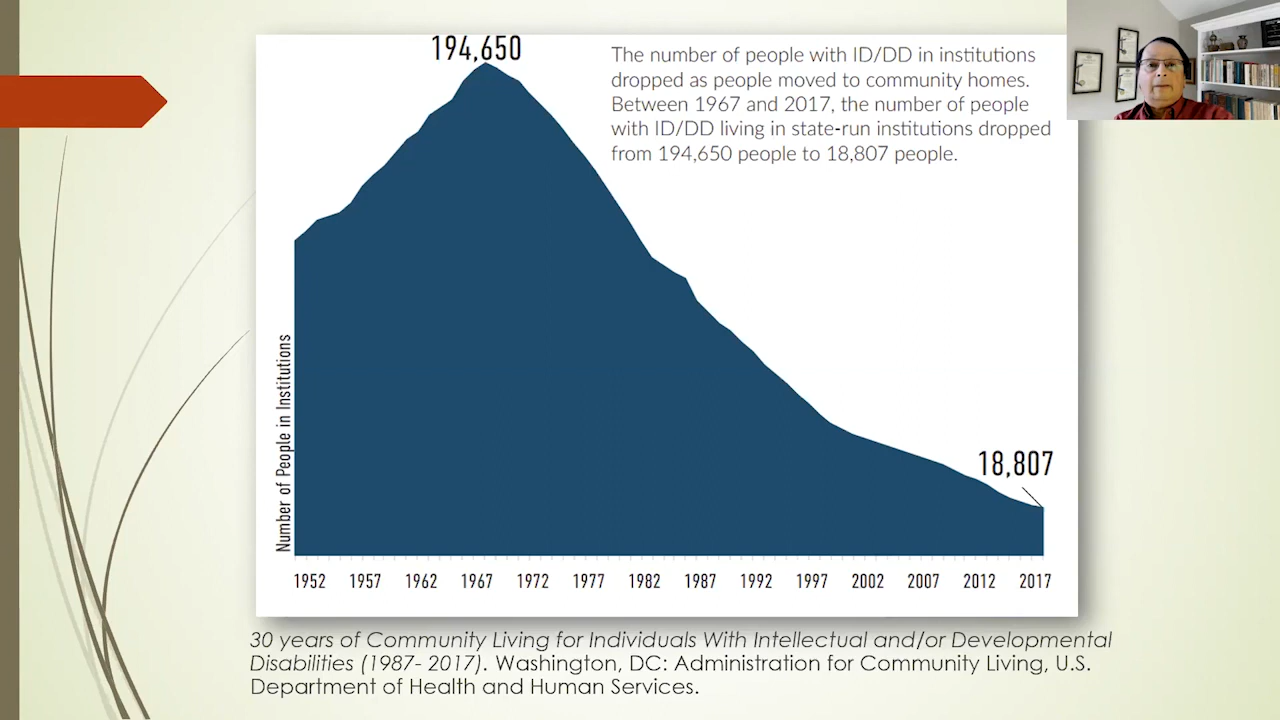 194,650
The number of people with ID/DD in institutions
dropped as people moved to community homes.
Between 1967 and 2017, the number of people
with ID/DD living in state-run institutions dropped
from 194,650 people to 18,807 people.
Number of People in Institutions
18,807
1952 1957 1962 1967 1972 1977 1982 1987 1992 1997 2002 2007 2012 2017
30 years of Community Living for Individuals With Intellectual and/or Developmental
Disabilities (1987- 2017). Washington, DC: Administration for Community Living, U.S.
Department of Health and Human Services.